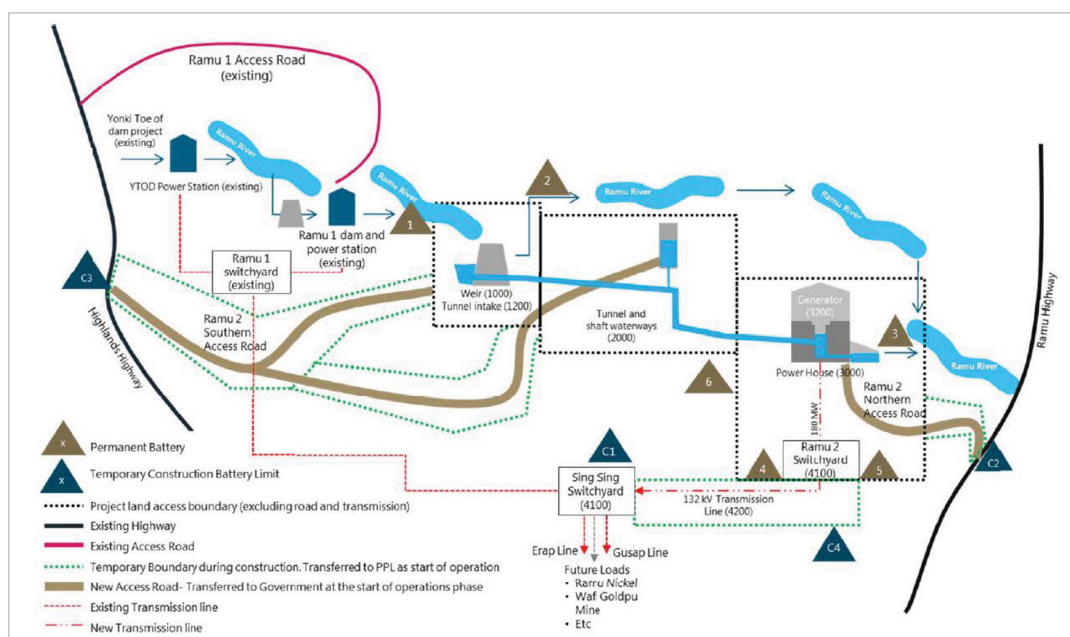 Ramu 1 Access Road
(existing)
Yonki Toe of
dam project
(existing)
Ramu River
YTOD Power Station (existing)
Ramu River
Ramu 1 dam and
power station
(existing)
Ramu 1
switchyard
(existing)
1
2
Ramu River
Ramu River
Ramu River
Ramu Highway
C3
Highlands Highway
Ramu 2
Southern
Access Road
Weir (1000)
Tunnel intake (1200)
Tunnel and
shaft waterways
(2000)
Generator
(3200)
Power House (3000)
3
6
180 MW
Ramu 2
Northern
Access Road
C2
4
Ramu 2
Switchyard
(4100)
5
C1
Sing Sing
Switchyard
(4100)
132 kV Transmission
Line (4200)
C4
Erap Line
Gusap Line
Future Loads
• Ramu Nickel
• Waf Goldpu
Mine
• Etc
x
Permanent Battery
x
Temporary Construction Battery Limit
Project land access boundary (excluding road and transmission)
Existing Highway
Existing Access Road
Temporary Boundary during construction. Transferred to PPL as start of operation
New Access Road- Transferred to Government at the start of operations phase
Existing Transmission line
New Transmission line